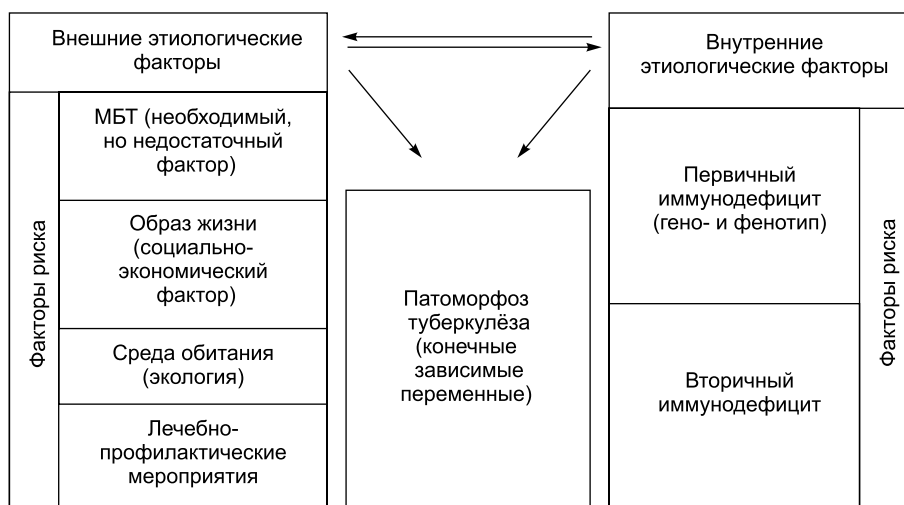 Внешние этиологические
факторы
Факторы риска
МБТ (необходимый,
но недостаточный
фактор)
Образ жизни
(социально-
экономический
фактор)
Среда обитания
(экология)
Лечебно-
профилактические
мероприятия
Патоморфоз
туберкулёза
(конечные
зависимые
переменные)
Внутренние
этиологические факторы
Первичный
иммунодефицит
(гено- и фенотип)
Вторичный
иммунодефицит
Факторы риска